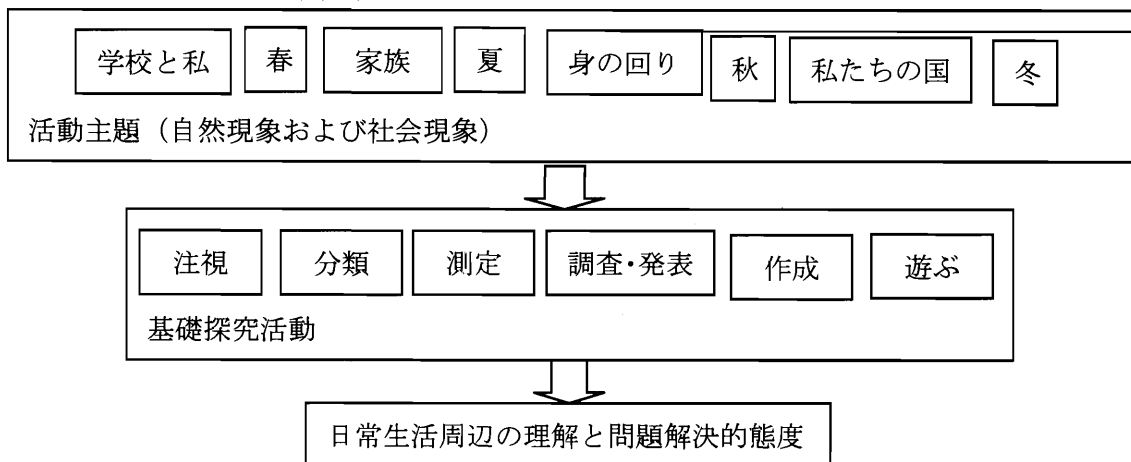 学校と私 春 家族 夏 身の回り 秋 私たちの国 冬
活動主題（自然現象および社会現象）
注視 分類 測定 調査・発表 作成 遊ぶ
基礎探究活動
日常生活周辺の理解と問題解決的態度